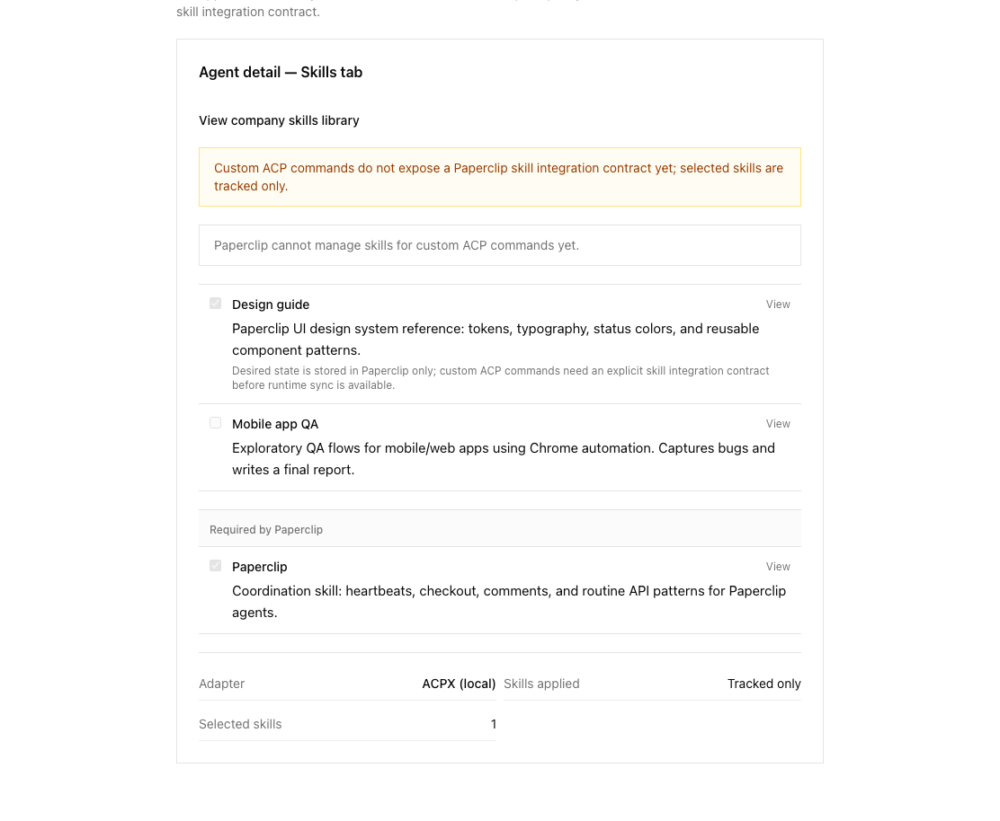 skill integration contract.
Agent detail — Skills tab
View company skills library
Custom ACP commands do not expose a Paperclip skill integration contract yet; selected skills are
tracked only.
Paperclip cannot manage skills for custom ACP commands yet.
Design guide
View
Paperclip UI design system reference: tokens, typography, status colors, and reusable
component patterns.
Desired state is stored in Paperclip only; custom ACP commands need an explicit skill integration contract
before runtime sync is available.
Mobile app QA
View
Exploratory QA flows for mobile/web apps using Chrome automation. Captures bugs and
writes a final report.
Required by Paperclip
Paperclip
View
Coordination skill: heartbeats, checkout, comments, and routine API patterns for Paperclip
agents.
Adapter
ACPX (local)
Skills applied
Tracked only
Selected skills
1